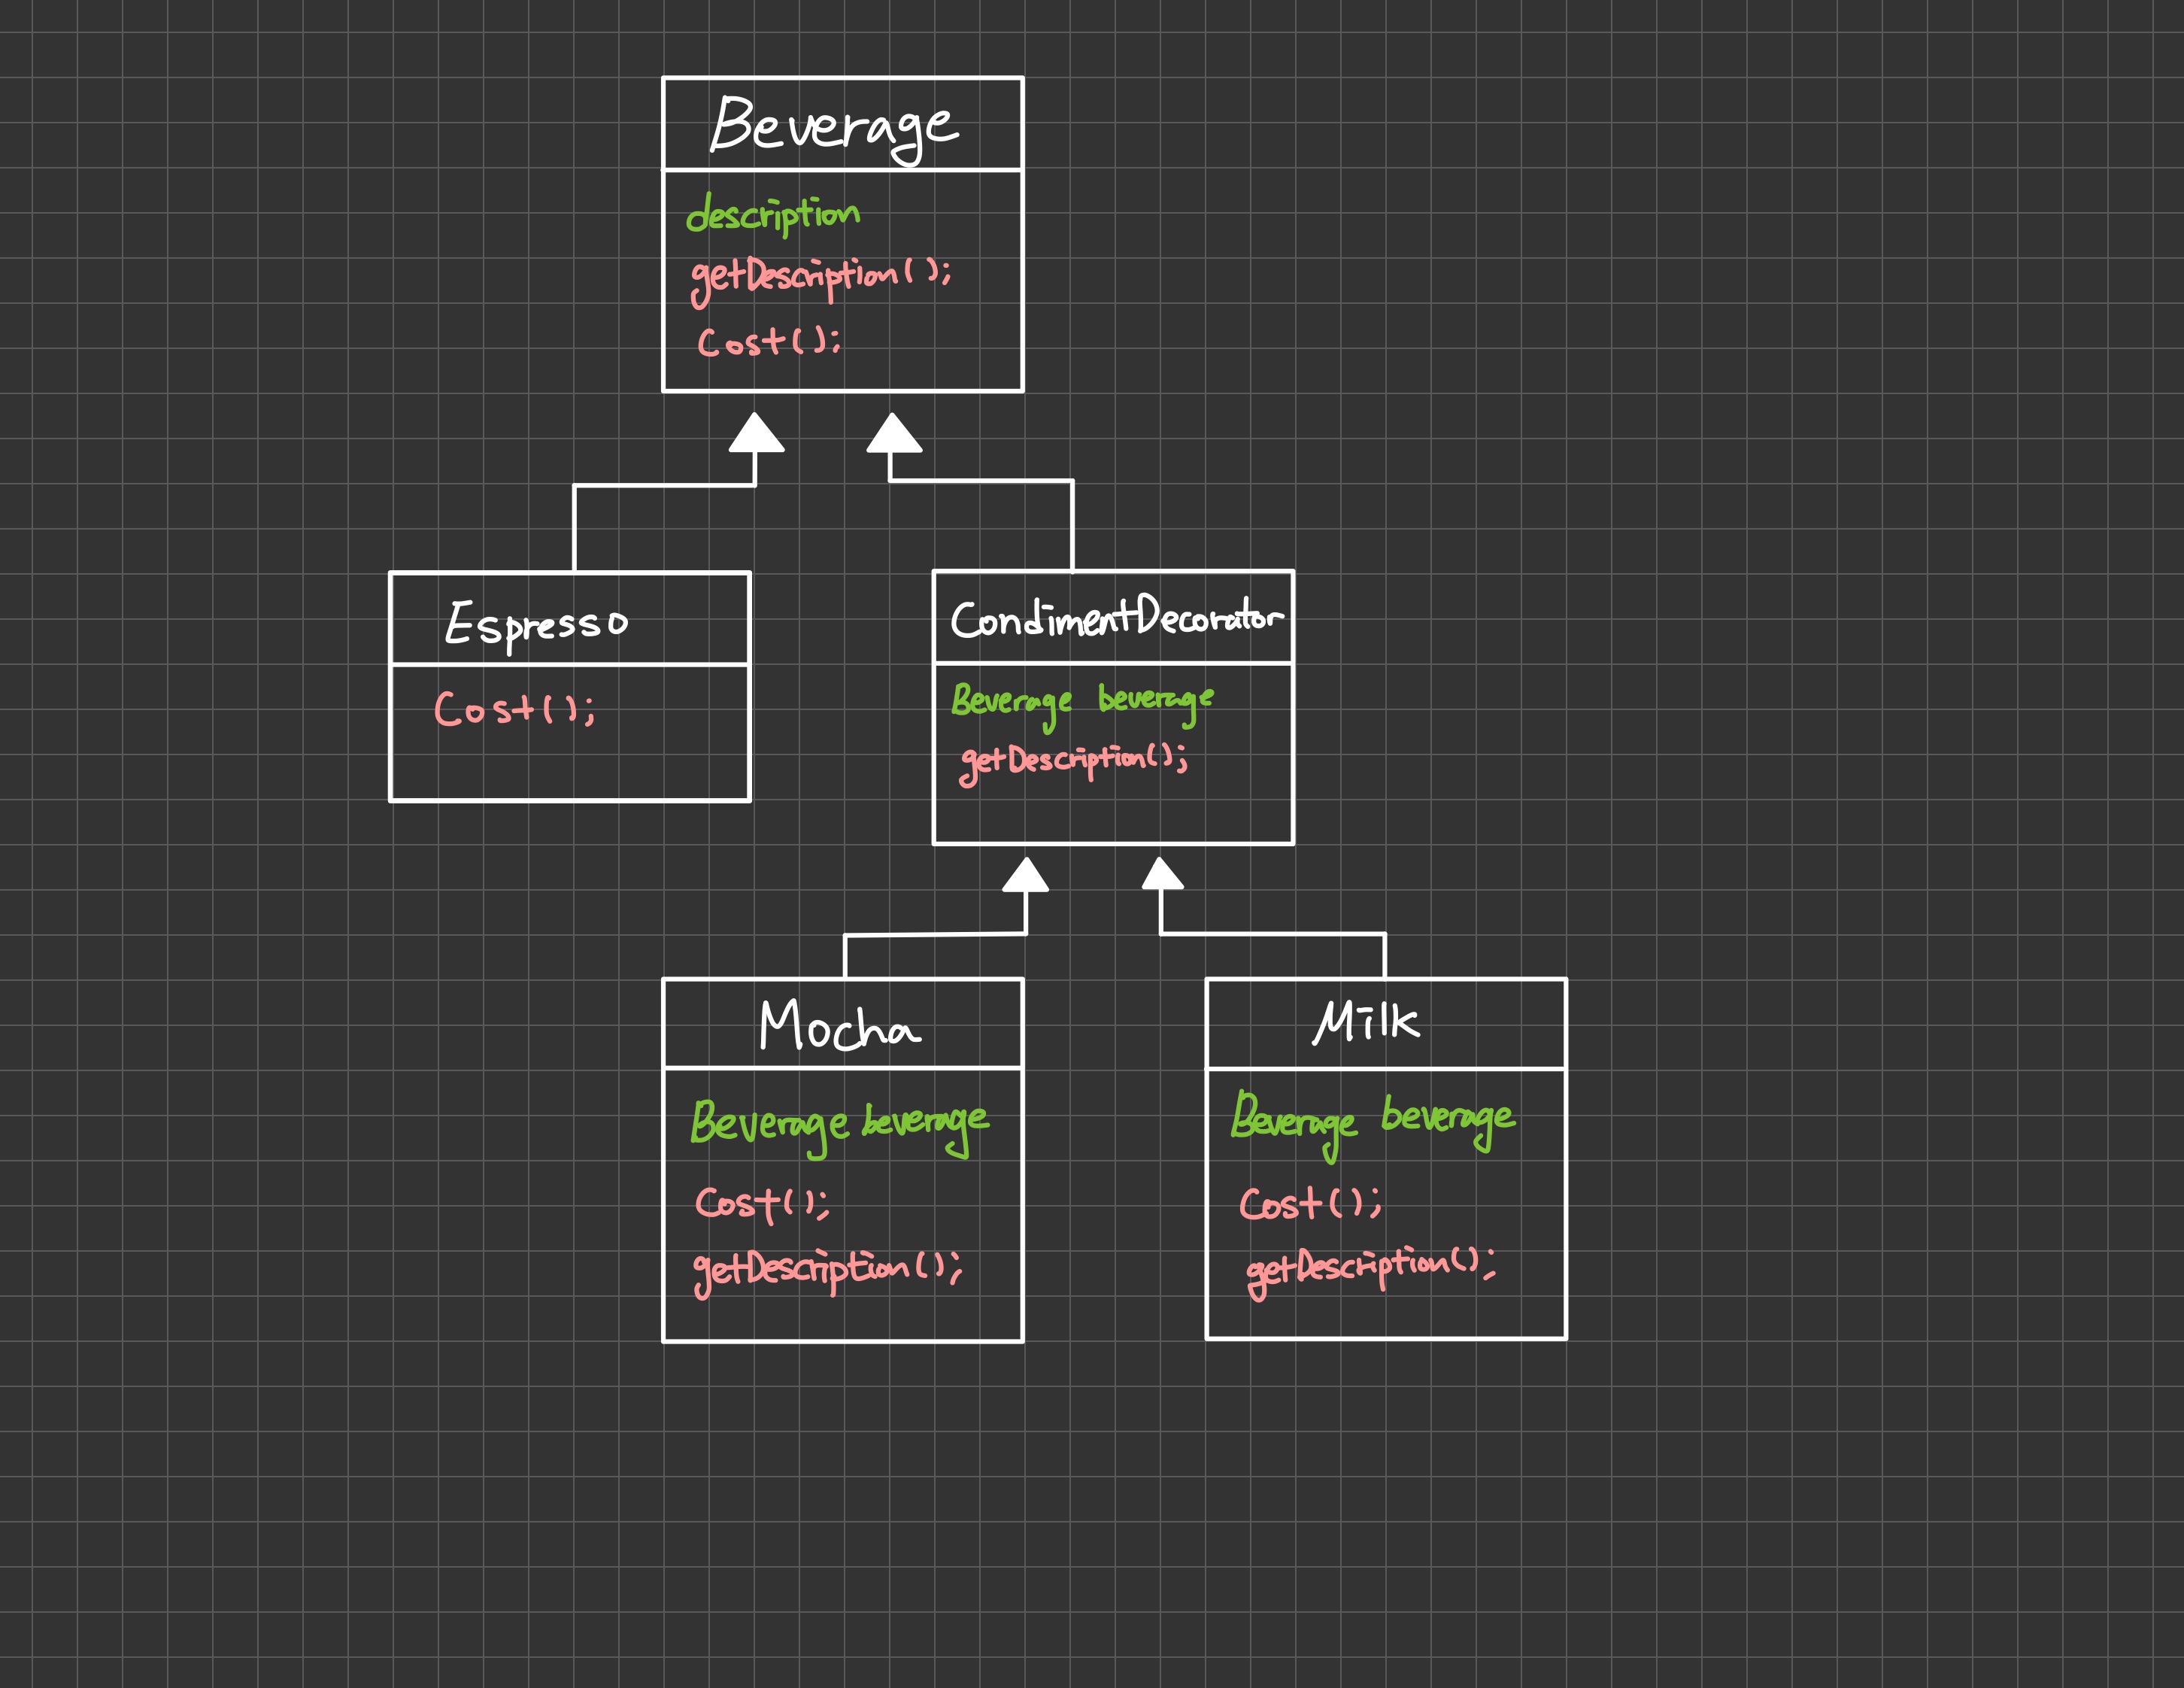 Beverage
description
getDescription();
Cost();
Espresso
Cost();
CondimentDecorator
Beverage beverage
getDescription();
Mocha
Beverage beverage
Cost();
getDescription();
Milk
Beverage beverage
Cost();
getDescription();